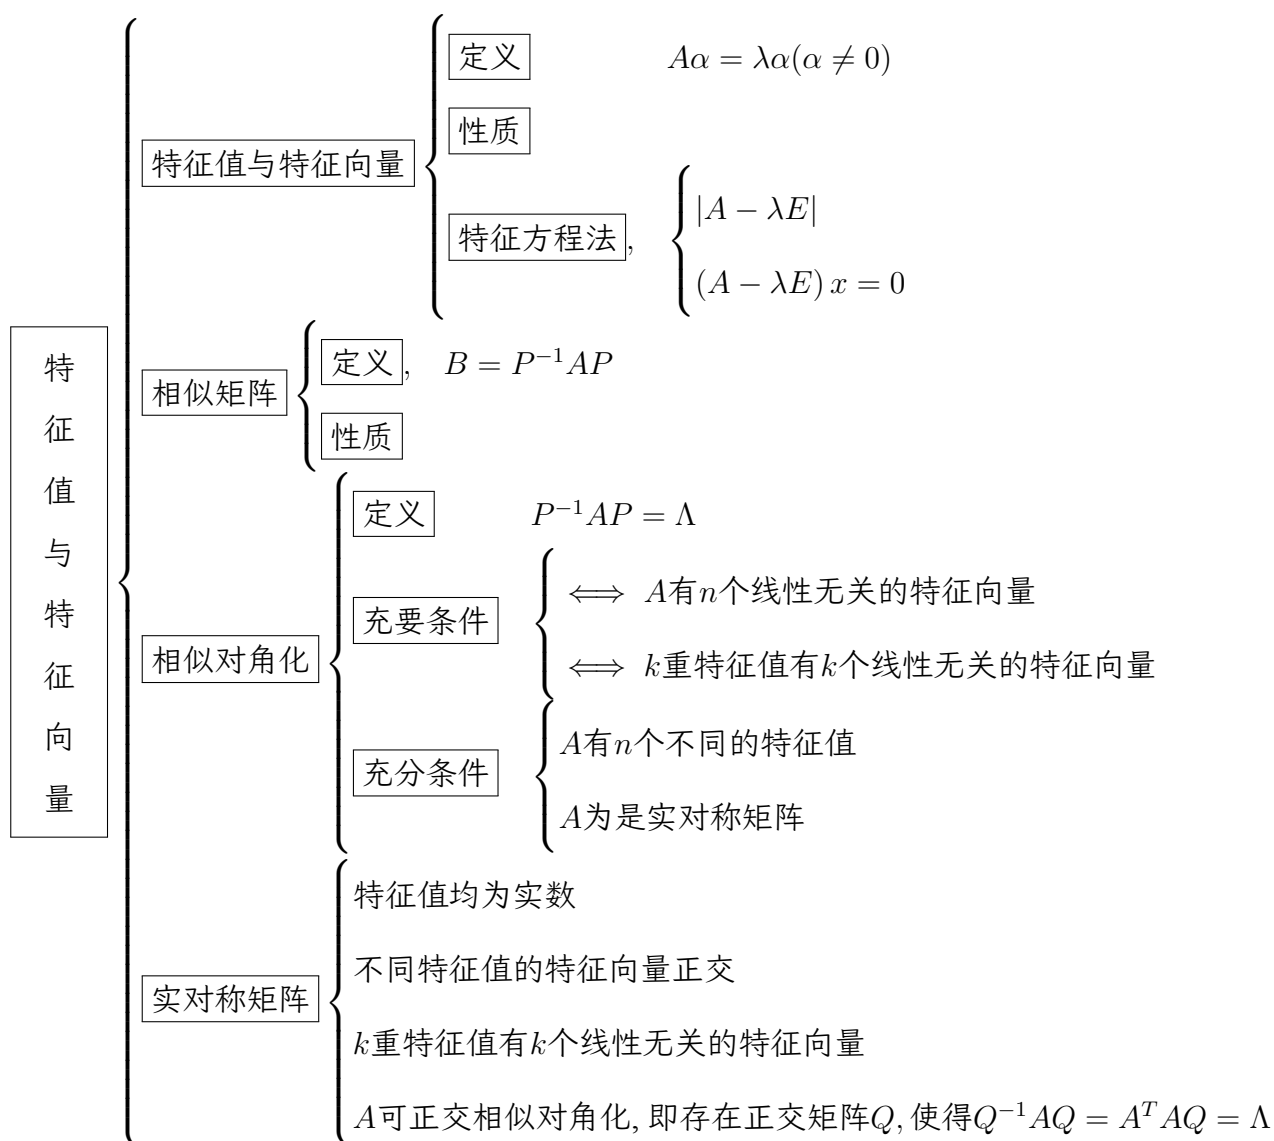 特征值与特征向量
特征值与特征向量
定义 Aα = λα(α ≠ 0)
性质
特征方程法,
|A − λE|
(A − λE) x = 0
相似矩阵
定义, B = P⁻¹AP
性质
相似对角化
定义 P⁻¹AP = Λ
充要条件
⟺ A有n个线性无关的特征向量
⟺ k重特征值有k个线性无关的特征向量
充分条件
A有n个不同的特征值
A为是实对称矩阵
实对称矩阵
特征值均为实数
不同特征值的特征向量正交
k重特征值有k个线性无关的特征向量
A可正交相似对角化, 即存在正交矩阵Q, 使得Q⁻¹AQ = AᵀAQ = Λ